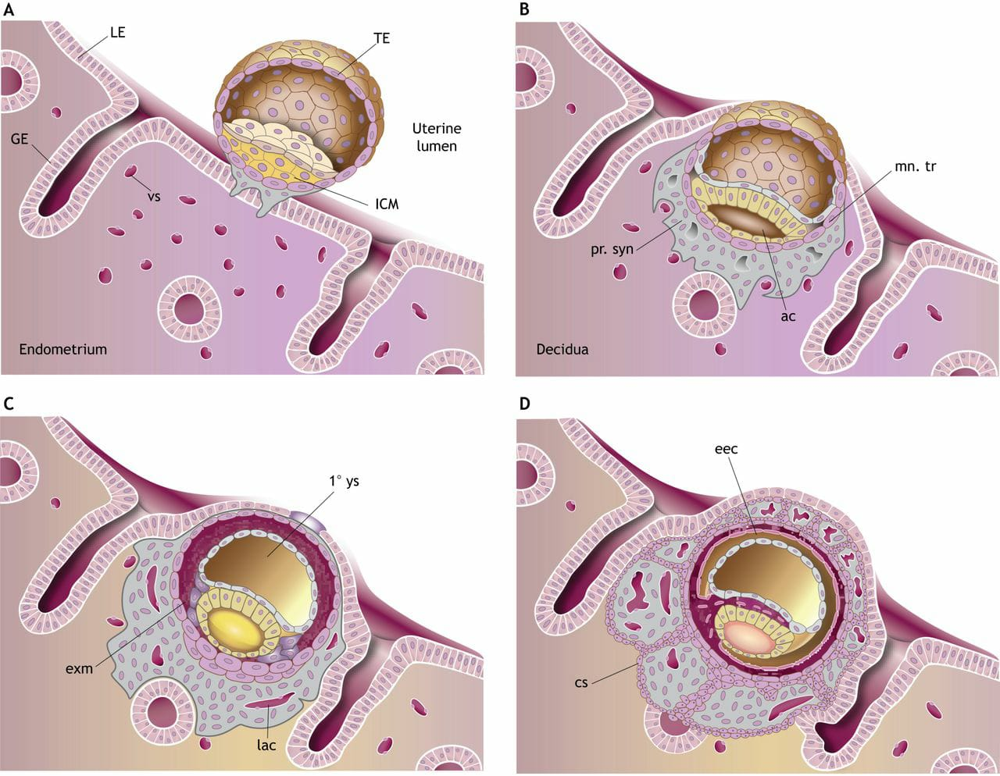 A
LE
TE
Uterine
lumen
GE
vs
ICM
Endometrium
B
mn. tr
pr. syn
ac
Decidua
C
1° ys
exm
lac
D
eec
cs